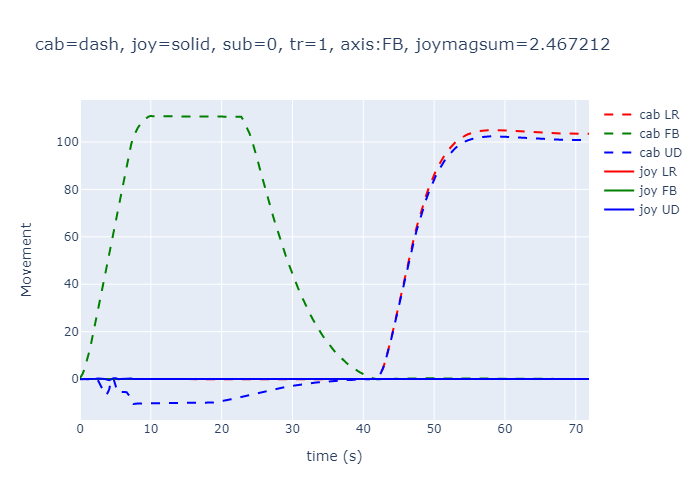 cab=dash, joy=solid, sub=0, tr=1, axis:FB, joymagsum=2.467212
cab LR
cab FB
cab UD
joy LR
joy FB
joy UD
Movement
100
80
60
40
20
0
0 10 20 30 40 50 60 70
time (s)